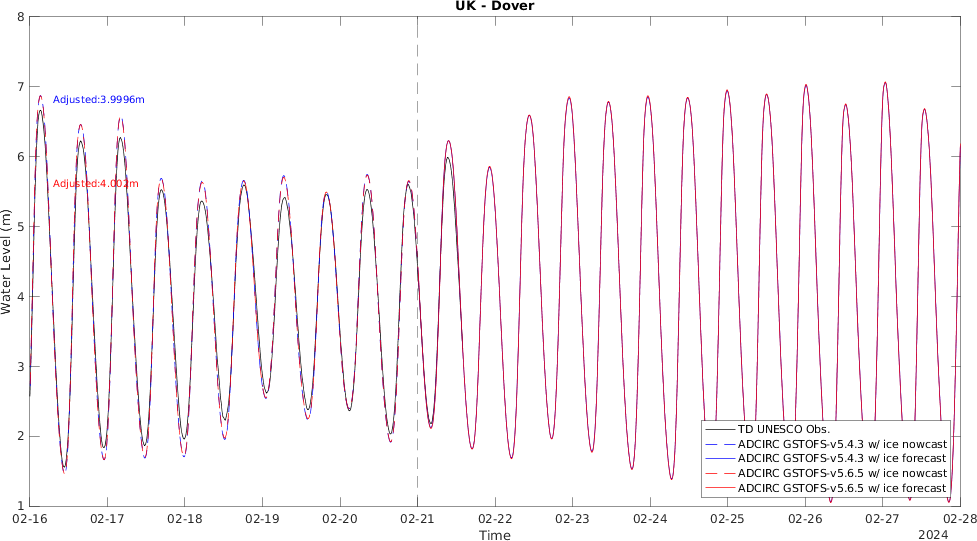 UK - Dover
8
7
6
5
4
3
2
1
Water Level (m)
Adjusted:3.9996m
Adjusted:4.002m
TD UNESCO Obs.
ADCIRC GSTOFS-v5.4.3 w/ ice nowcast
ADCIRC GSTOFS-v5.4.3 w/ ice forecast
ADCIRC GSTOFS-v5.6.5 w/ ice nowcast
ADCIRC GSTOFS-v5.6.5 w/ ice forecast
02-16 02-17 02-18 02-19 02-20 02-21 02-22 02-23 02-24 02-25 02-26 02-27 02-28
Time
2024